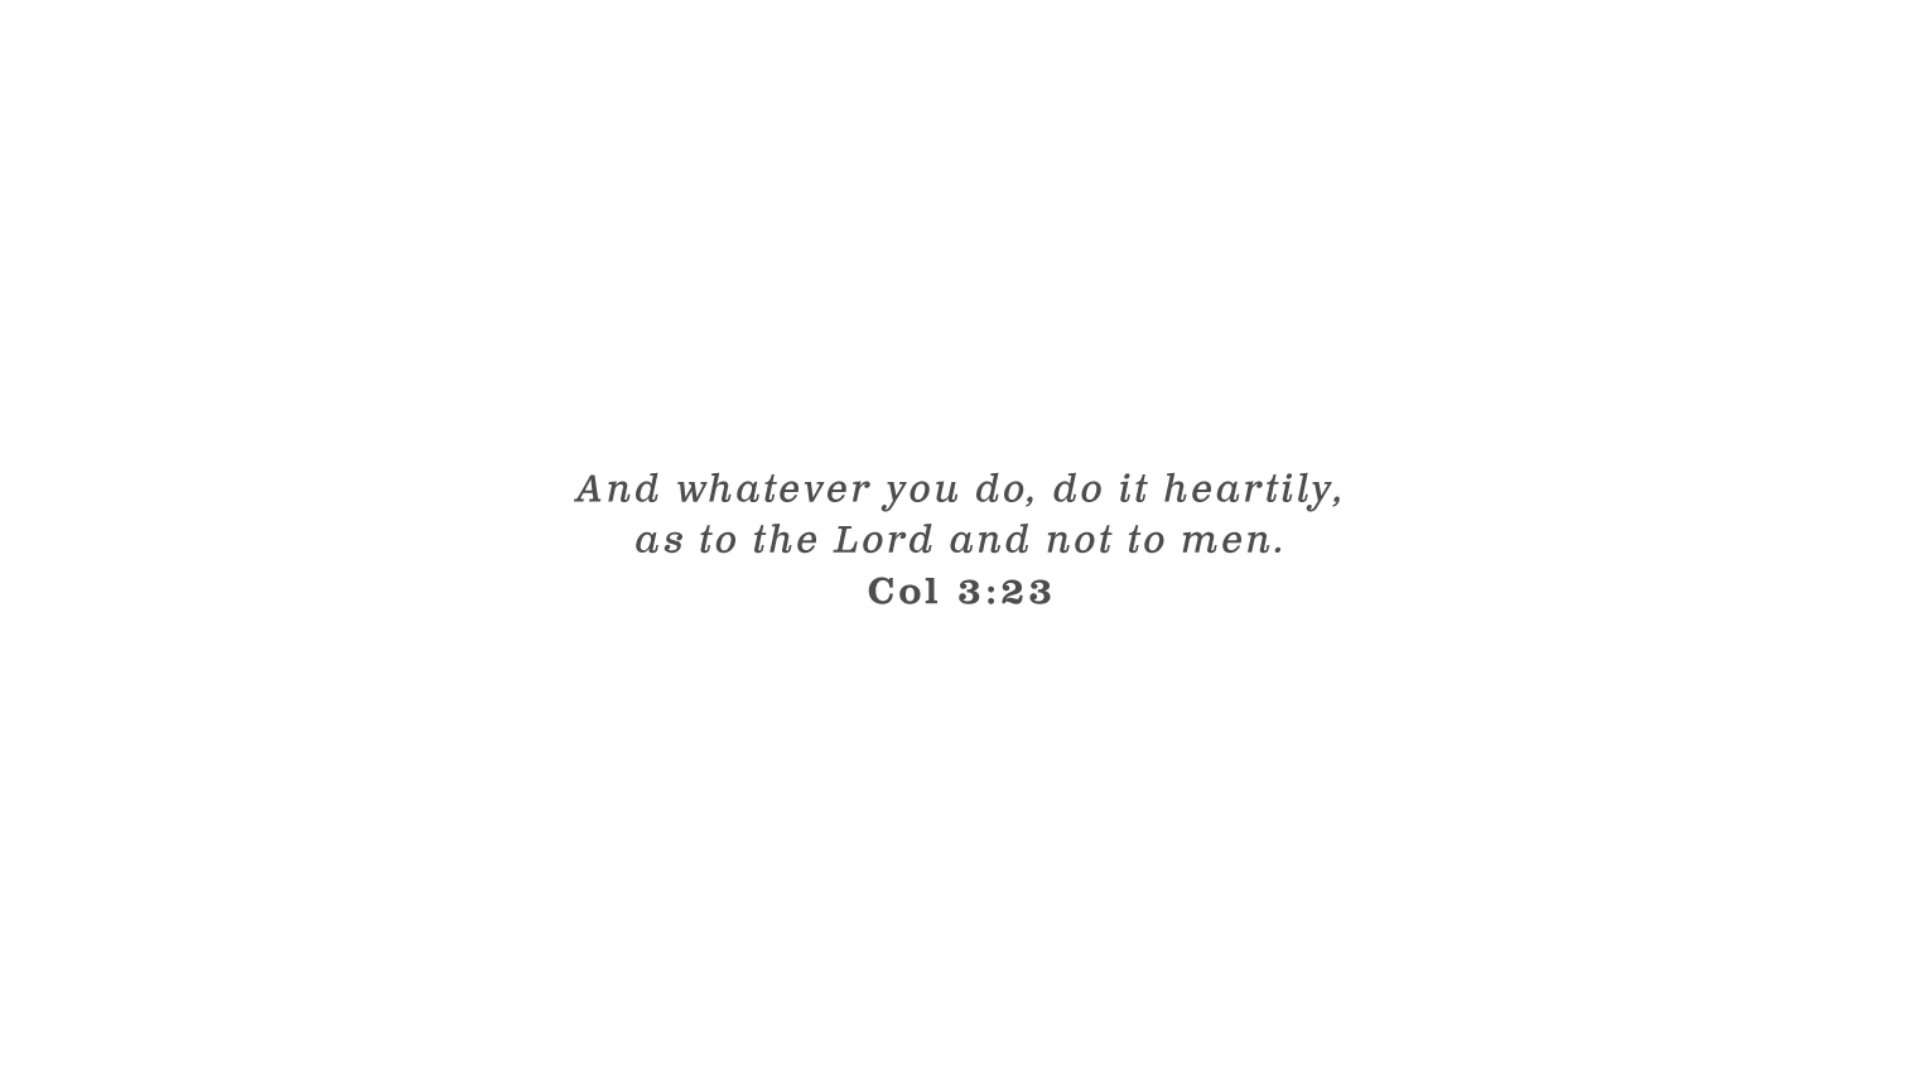 And whatever you do, do it heartily,
as to the Lord and not to men.
Col 3:23